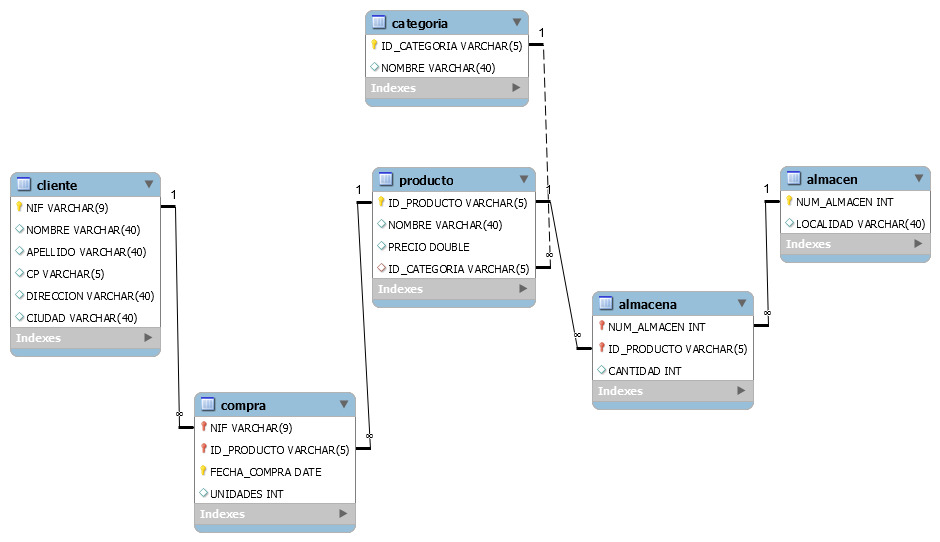 categoria
ID_CATEGORIA VARCHAR(5)
NOMBRE VARCHAR(40)
Indexes
1
cliente
NIF VARCHAR(9)
NOMBRE VARCHAR(40)
APELLIDO VARCHAR(40)
CP VARCHAR(5)
DIRECCION VARCHAR(40)
CIUDAD VARCHAR(40)
Indexes
1
∞
compra
NIF VARCHAR(9)
ID_PRODUCTO VARCHAR(5)
FECHA_COMPRA DATE
UNIDADES INT
Indexes
∞
1
producto
ID_PRODUCTO VARCHAR(5)
NOMBRE VARCHAR(40)
PRECIO DOUBLE
ID_CATEGORIA VARCHAR(5)
Indexes
1
∞
∞
almacena
NUM_ALMACEN INT
ID_PRODUCTO VARCHAR(5)
CANTIDAD INT
Indexes
∞
1
almacen
NUM_ALMACEN INT
LOCALIDAD VARCHAR(40)
Indexes